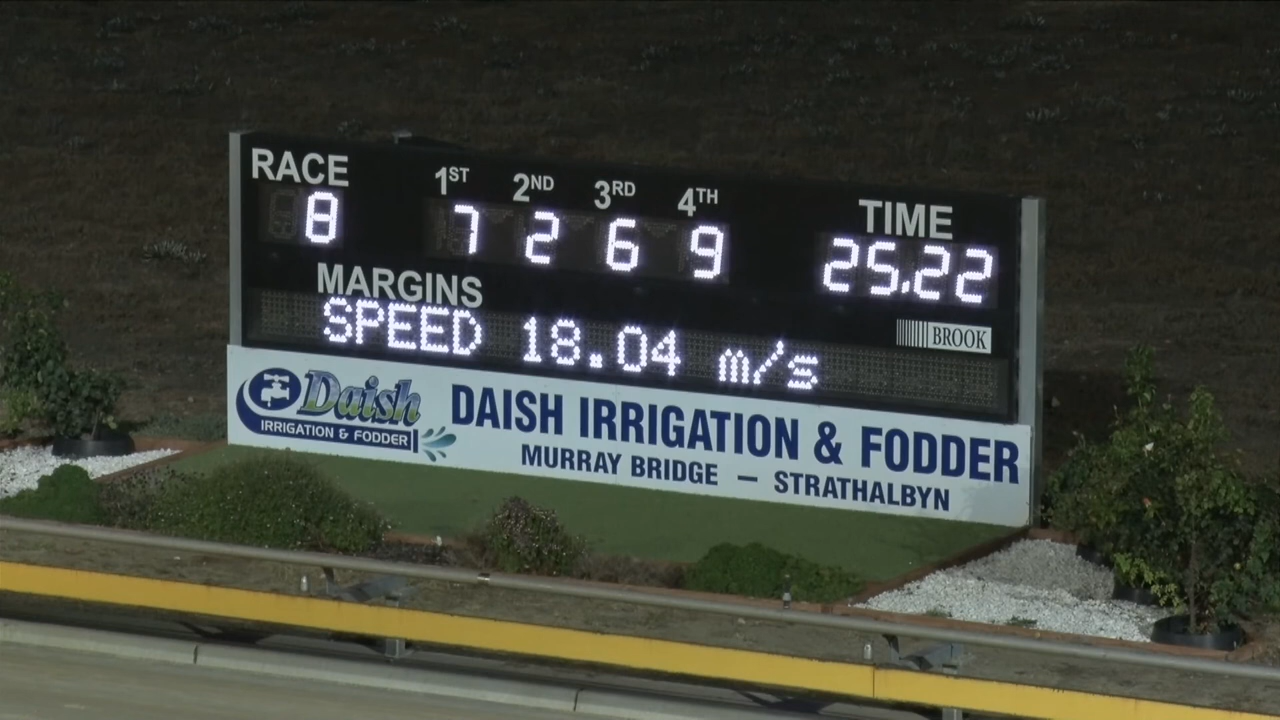 RACE 1ST 2ND 3RD 4TH TIME
8 7 2 6 9 25.22
MARGINS
SPEED 18.04 m/s
BROOK
Daish
IRRIGATION & FODDER
DAISH IRRIGATION & FODDER
MURRAY BRIDGE — STRATHALBYN